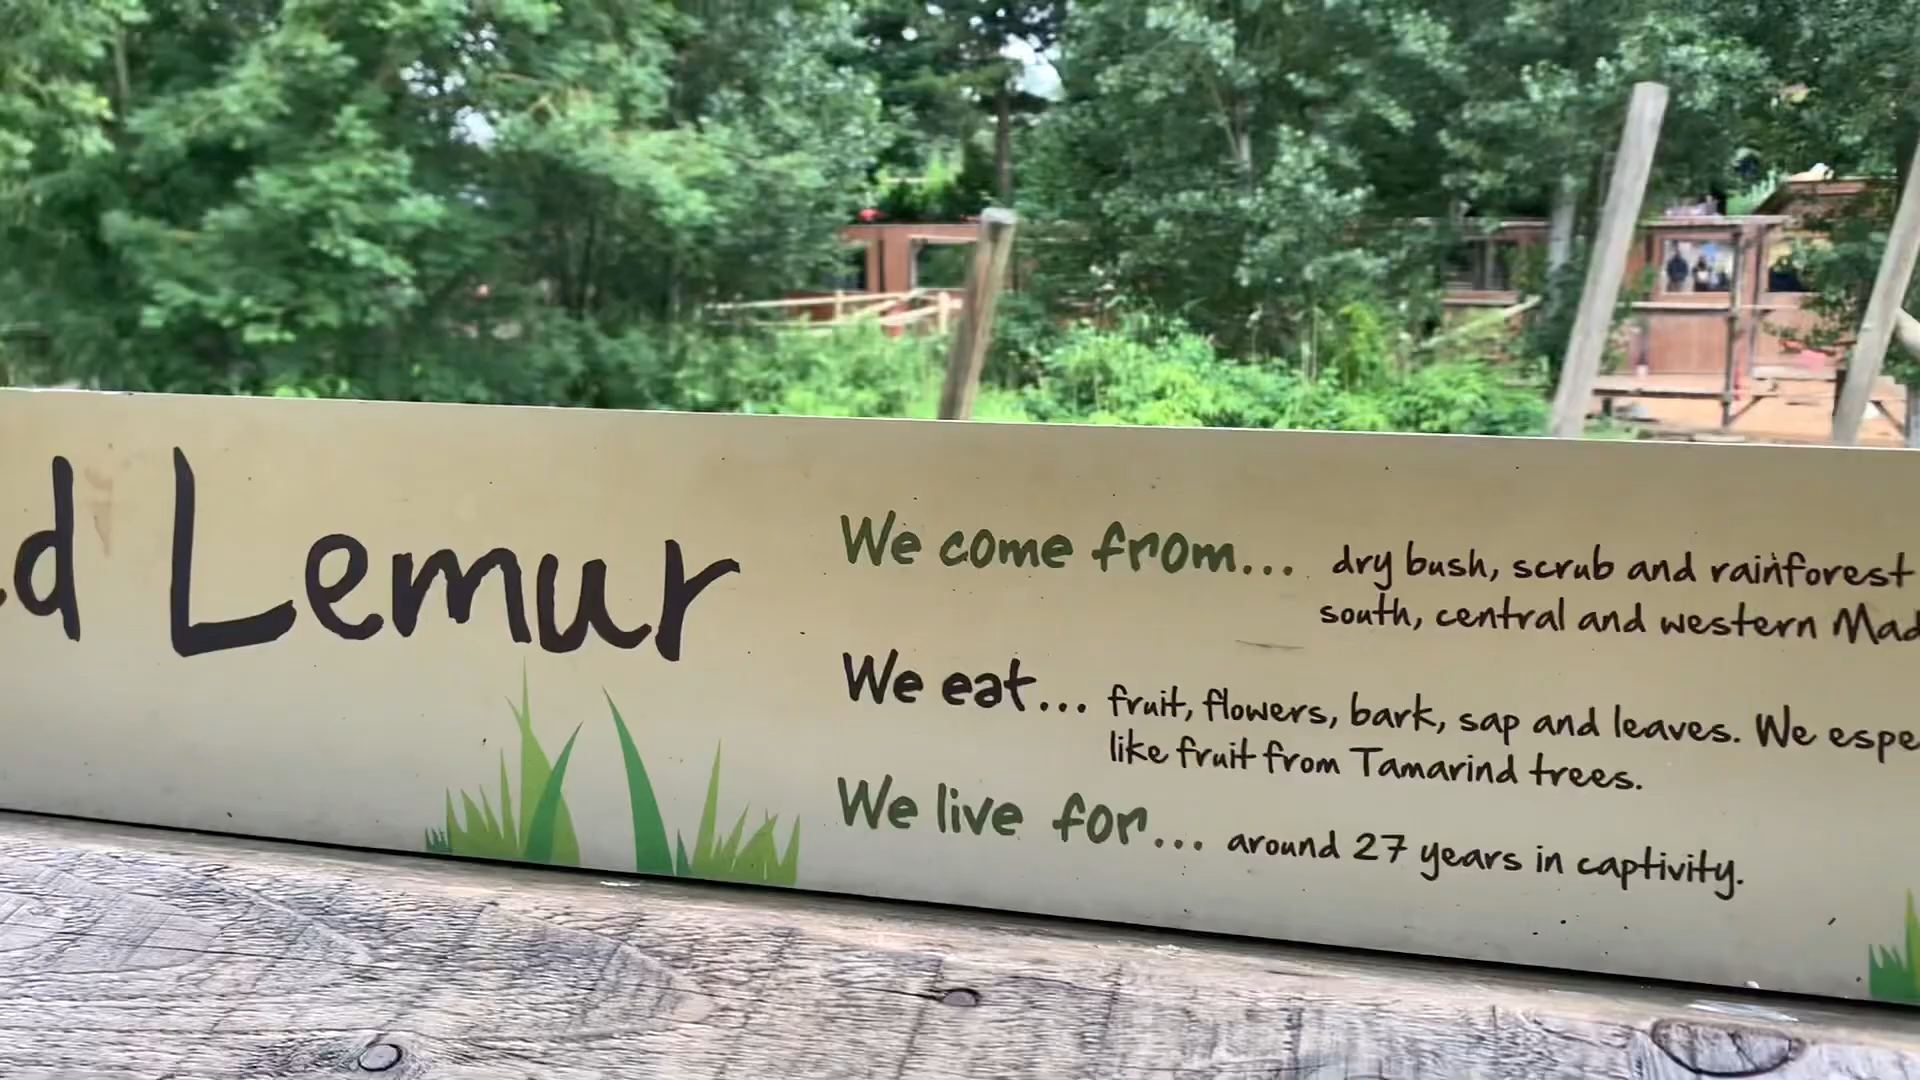 d Lemur
We come from... dry bush, scrub and rainforest
south, central and western Mad
We eat... fruit, flowers, bark, sap and leaves. We espe
like fruit from Tamarind trees.
We live for... around 27 years in captivity.